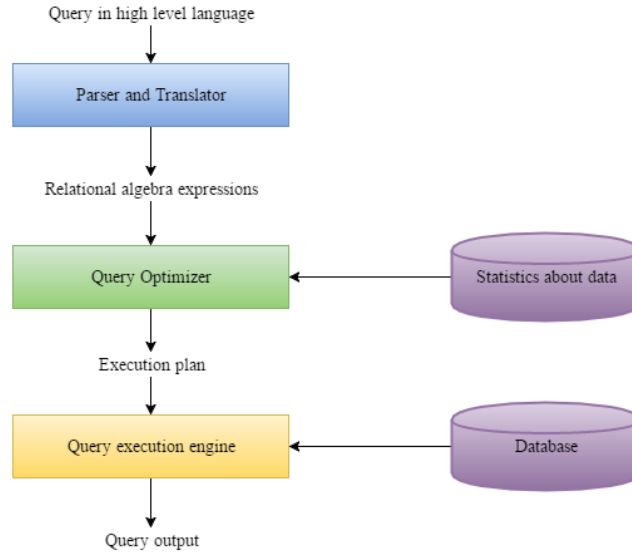 Query in high level language
Parser and Translator
Relational algebra expressions
Query Optimizer
Statistics about data
Execution plan
Query execution engine
Database
Query output